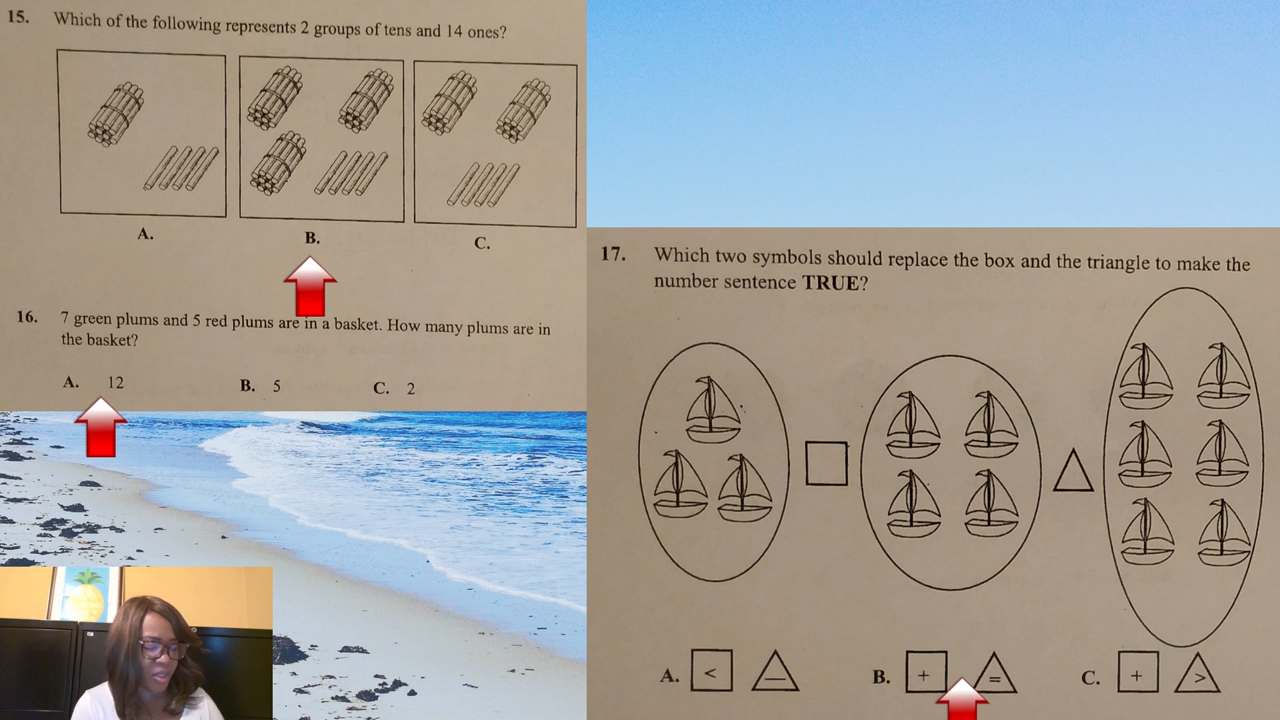 15. Which of the following represents 2 groups of tens and 14 ones?
A. B. C.
16. 7 green plums and 5 red plums are in a basket. How many plums are in
the basket?
A. 12 B. 5 C. 2
17. Which two symbols should replace the box and the triangle to make the
number sentence TRUE?
A. < — B. + = C. + >